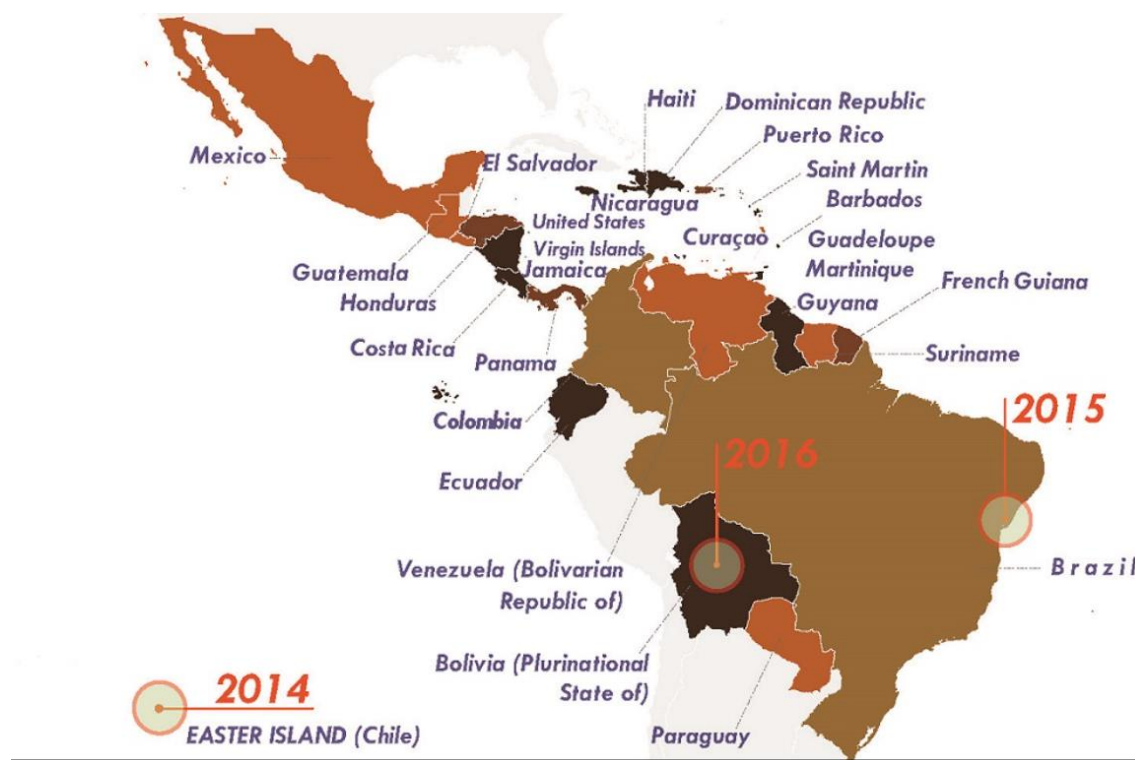 Haiti
Dominican Republic
Puerto Rico
Mexico
El Salvador
Saint Martin
Nicaragua
Barbados
United States
Virgin Islands
Curaçao
Guadeloupe
Martinique
Guatemala
Jamaica
French Guiana
Honduras
Guyana
Costa Rica
Panama
Suriname
2015
Colombia
2016
Ecuador
Venezuela (Bolivarian
Republic of)
Brazil
Bolivia (Plurinational
State of)
2014
EASTER ISLAND (Chile)
Paraguay